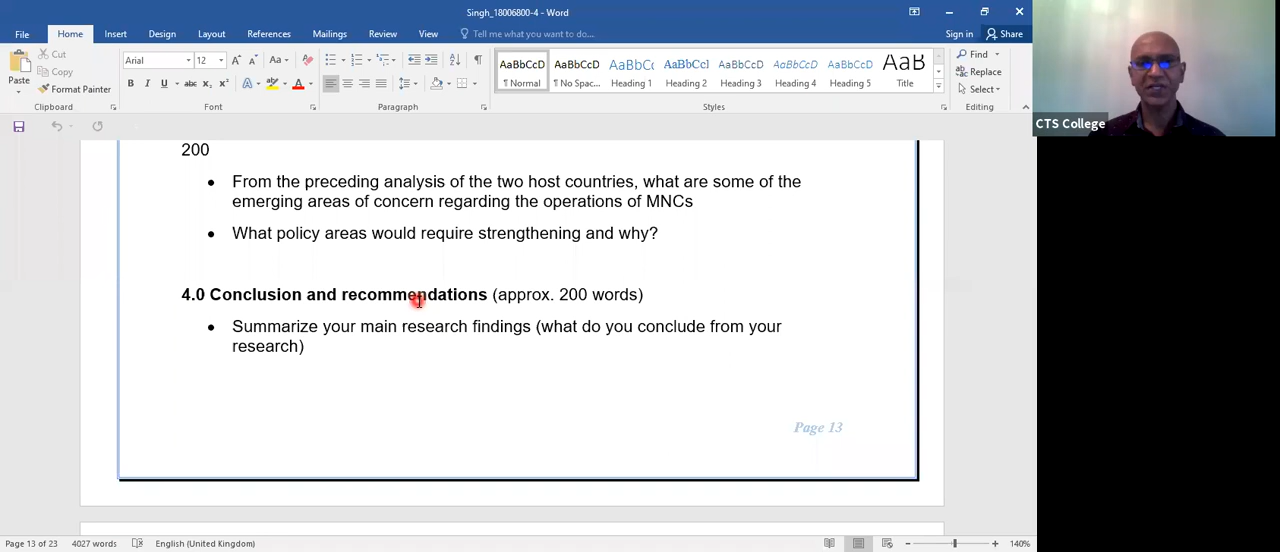 Singh_18006800-4 - Word
File Home Insert Design Layout References Mailings Review View Tell me what you want to do... Sign in Share
Cut
Copy
Format Painter
Paste
Arial 12
B I U abc x₂ x² A
AaBbCcD AaBbCcD AaBbC( AaBbCcl AaBbCcD AaBbCcD AaBbCcD AaB
¶ Normal ¶ No Spac... Heading 1 Heading 2 Heading 3 Heading 4 Heading 5 Title
Find
Replace
Select
Clipboard Font Paragraph Styles Editing
CTS College
200
• From the preceding analysis of the two host countries, what are some of the
emerging areas of concern regarding the operations of MNCs
• What policy areas would require strengthening and why?
4.0 Conclusion and recommendations (approx. 200 words)
• Summarize your main research findings (what do you conclude from your
research)
Page 13
Page 13 of 23 4027 words English (United Kingdom) 140%